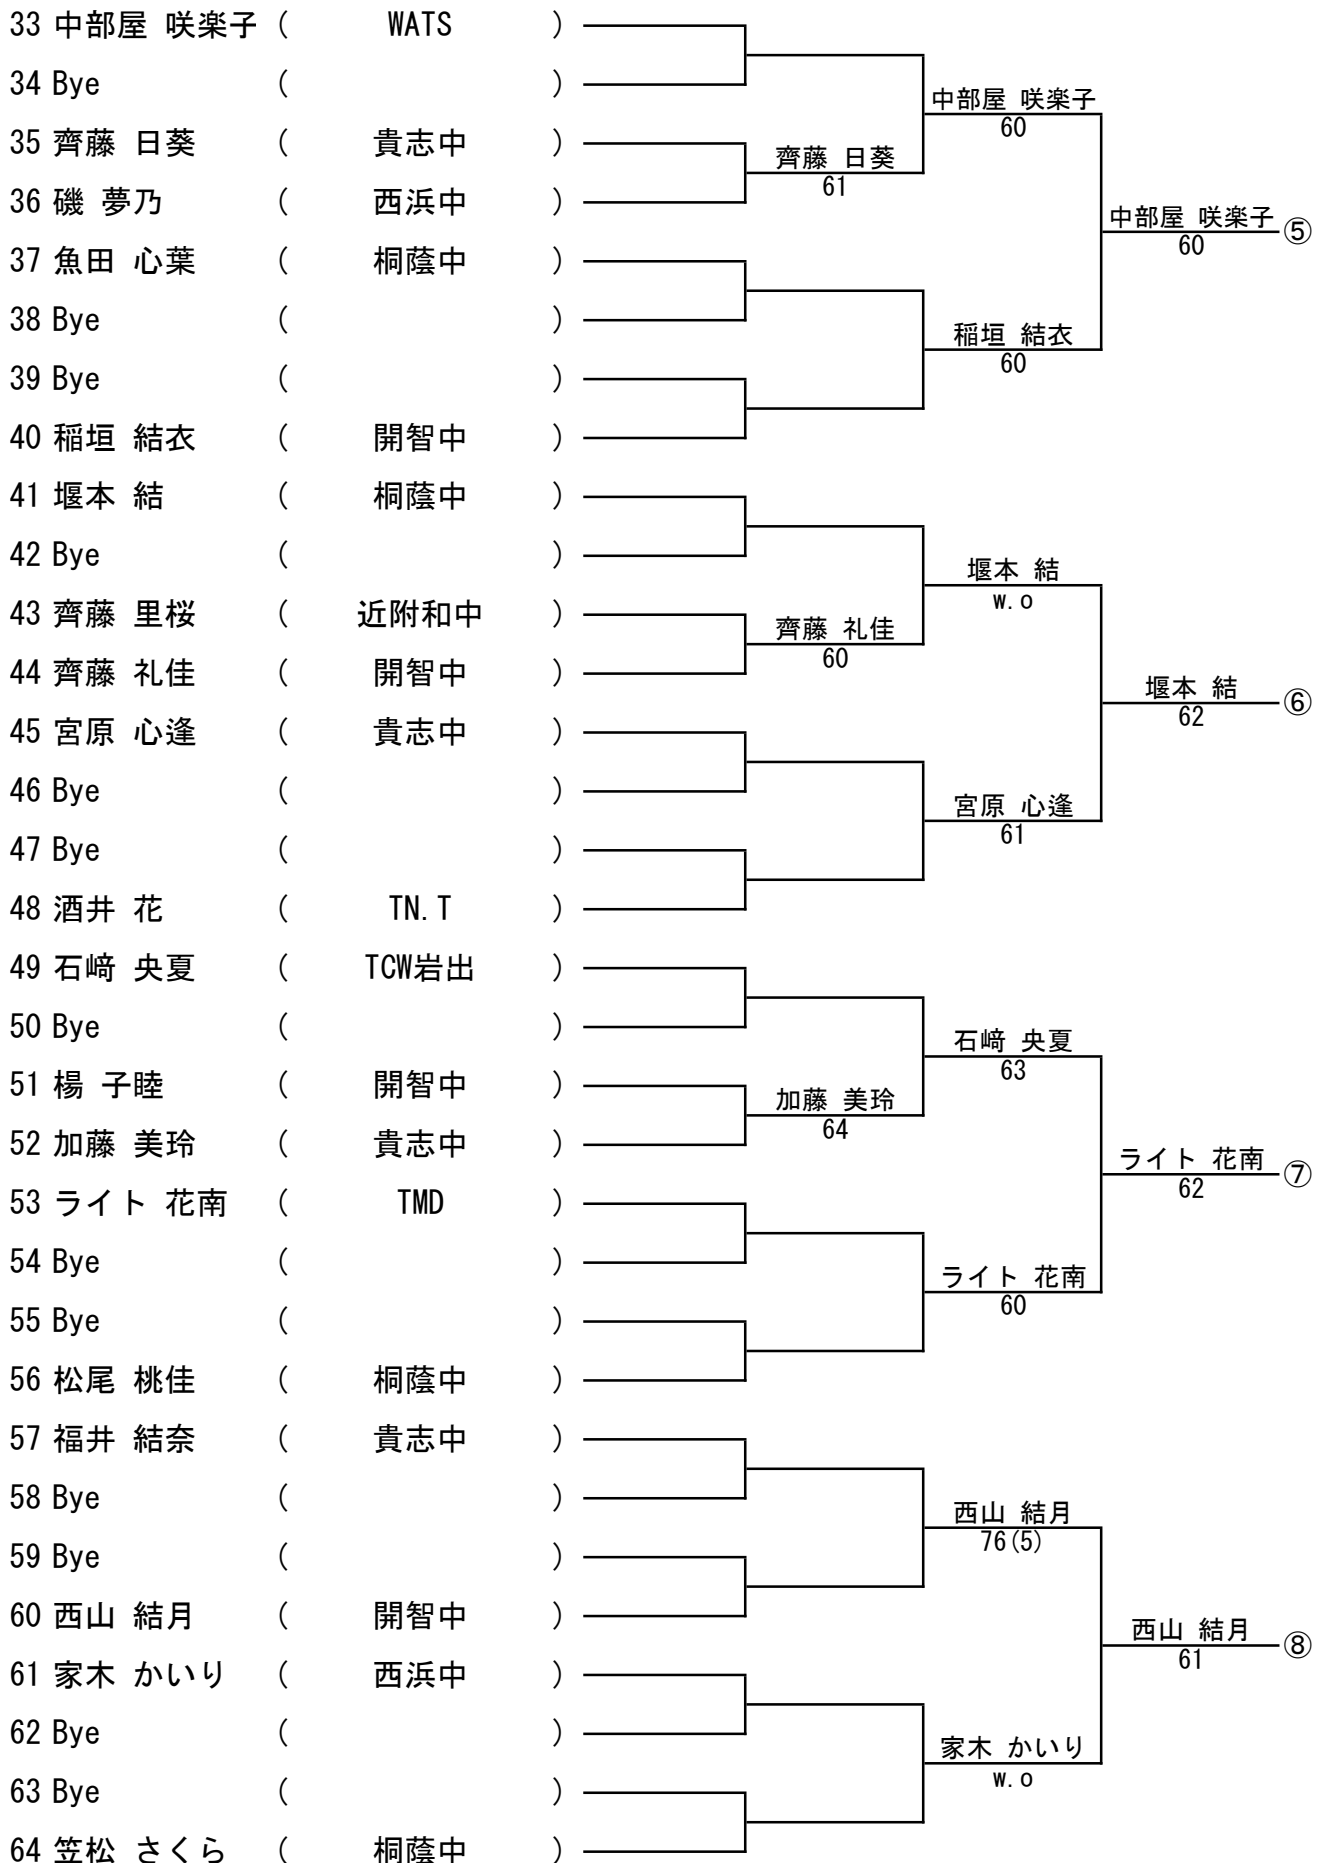 33 中部屋 咲楽子 ( WATS )
34 Bye ( )
中部屋 咲楽子
60
35 齊藤 日葵 ( 貴志中 )
齊藤 日葵
61
36 磯 夢乃 ( 西浜中 )
中部屋 咲楽子 ⑤
60
37 魚田 心葉 ( 桐蔭中 )
38 Bye ( )
稲垣 結衣
60
39 Bye ( )
40 稲垣 結衣 ( 開智中 )
41 堰本 結 ( 桐蔭中 )
42 Bye ( )
堰本 結
w.o
43 齊藤 里桜 ( 近附和中 )
齊藤 礼佳
60
44 齊藤 礼佳 ( 開智中 )
堰本 結 ⑥
62
45 宮原 心逢 ( 貴志中 )
46 Bye ( )
宮原 心逢
61
47 Bye ( )
48 酒井 花 ( TN.T )
49 石﨑 央夏 ( TCW岩出 )
50 Bye ( )
石﨑 央夏
63
51 楊 子睦 ( 開智中 )
加藤 美玲
64
52 加藤 美玲 ( 貴志中 )
ライト 花南 ⑦
62
53 ライト 花南 ( TMD )
54 Bye ( )
ライト 花南
60
55 Bye ( )
56 松尾 桃佳 ( 桐蔭中 )
57 福井 結奈 ( 貴志中 )
58 Bye ( )
西山 結月
76(5)
59 Bye ( )
60 西山 結月 ( 開智中 )
西山 結月 ⑧
61
61 家木 かいり ( 西浜中 )
62 Bye ( )
家木 かいり
w.o
63 Bye ( )
64 笠松 さくら ( 桐蔭中 )